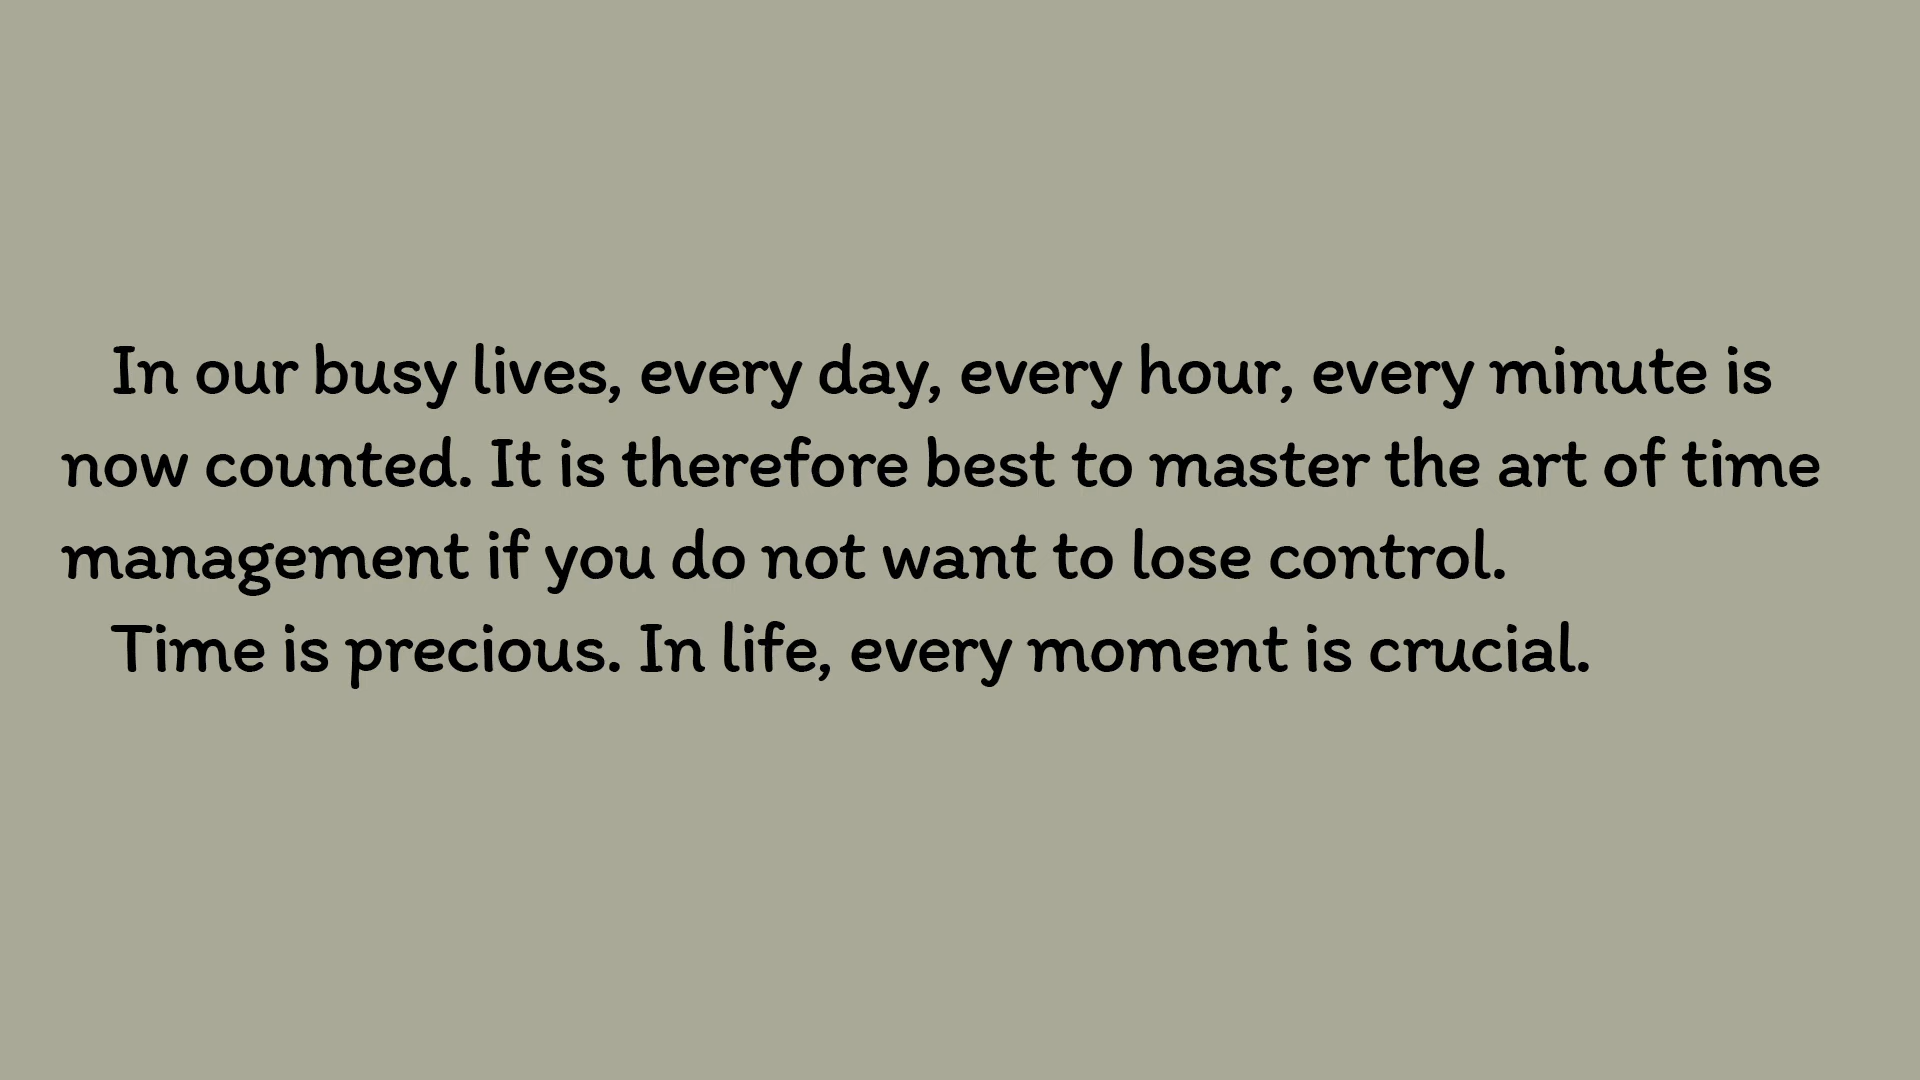 In our busy lives, every day, every hour, every minute is
now counted. It is therefore best to master the art of time
management if you do not want to lose control.
Time is precious. In life, every moment is crucial.